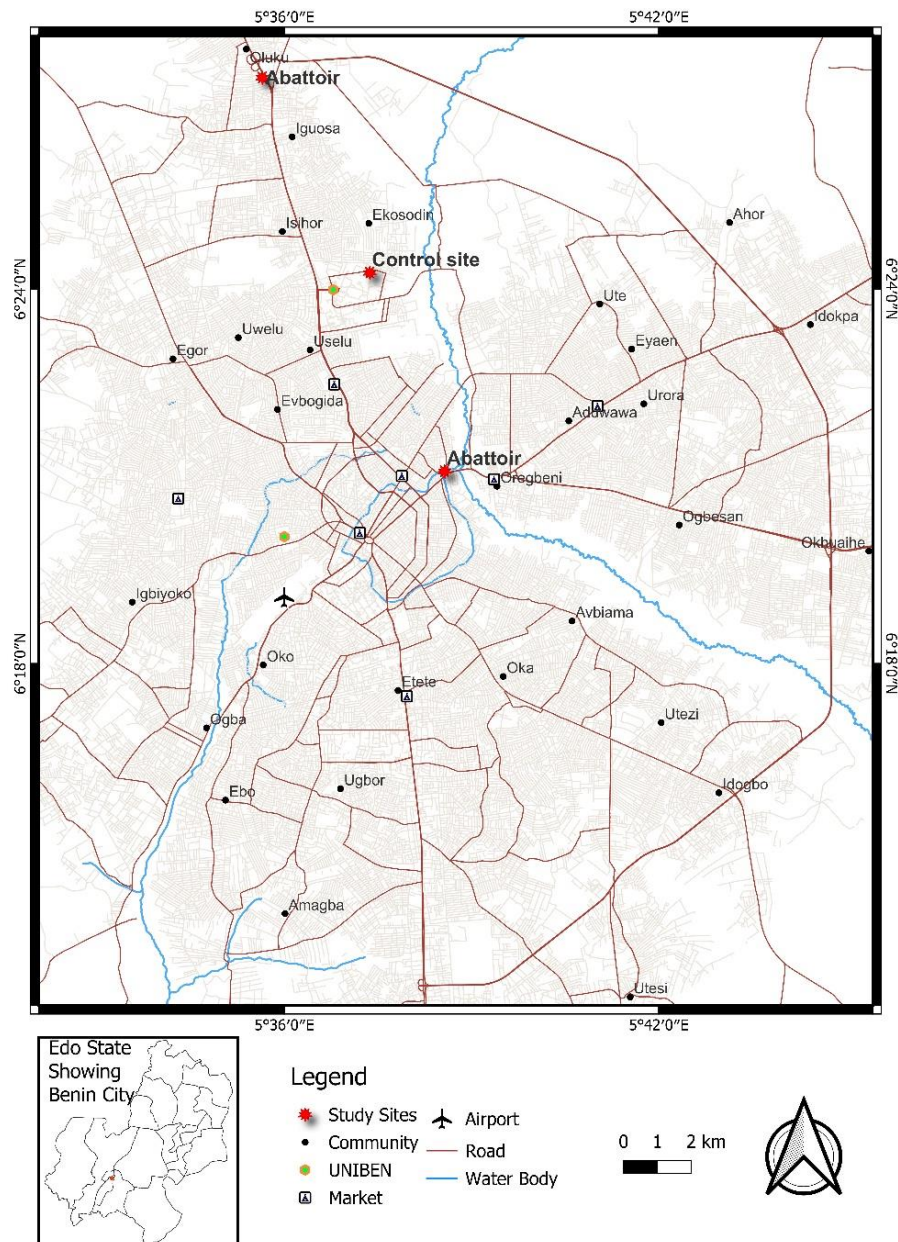 5°36'0"E
5°42'0"E
Oluku
Abattoir
Iguosa
Ahor
Isihor
Ekosodin
Control site
6°24'0"N
6°24'0"N
Ute
Idokpa
Uwelu
Uselu
Eyaen
Egor
Evbogida
Urora
Aduwawa
Abattoir
Oregbeni
Ogbesan
Okhuaihe
Igbiyoko
Avbiama
6°18'0"N
6°18'0"N
Oko
Oka
Etete
Utezi
Ogba
Ugbor
Idogbo
Ebo
Amagba
Utesi
5°36'0"E
5°42'0"E
Edo State
Showing
Benin City
Legend
Study Sites
Airport
Community
Road
UNIBEN
Water Body
Market
0 1 2 km